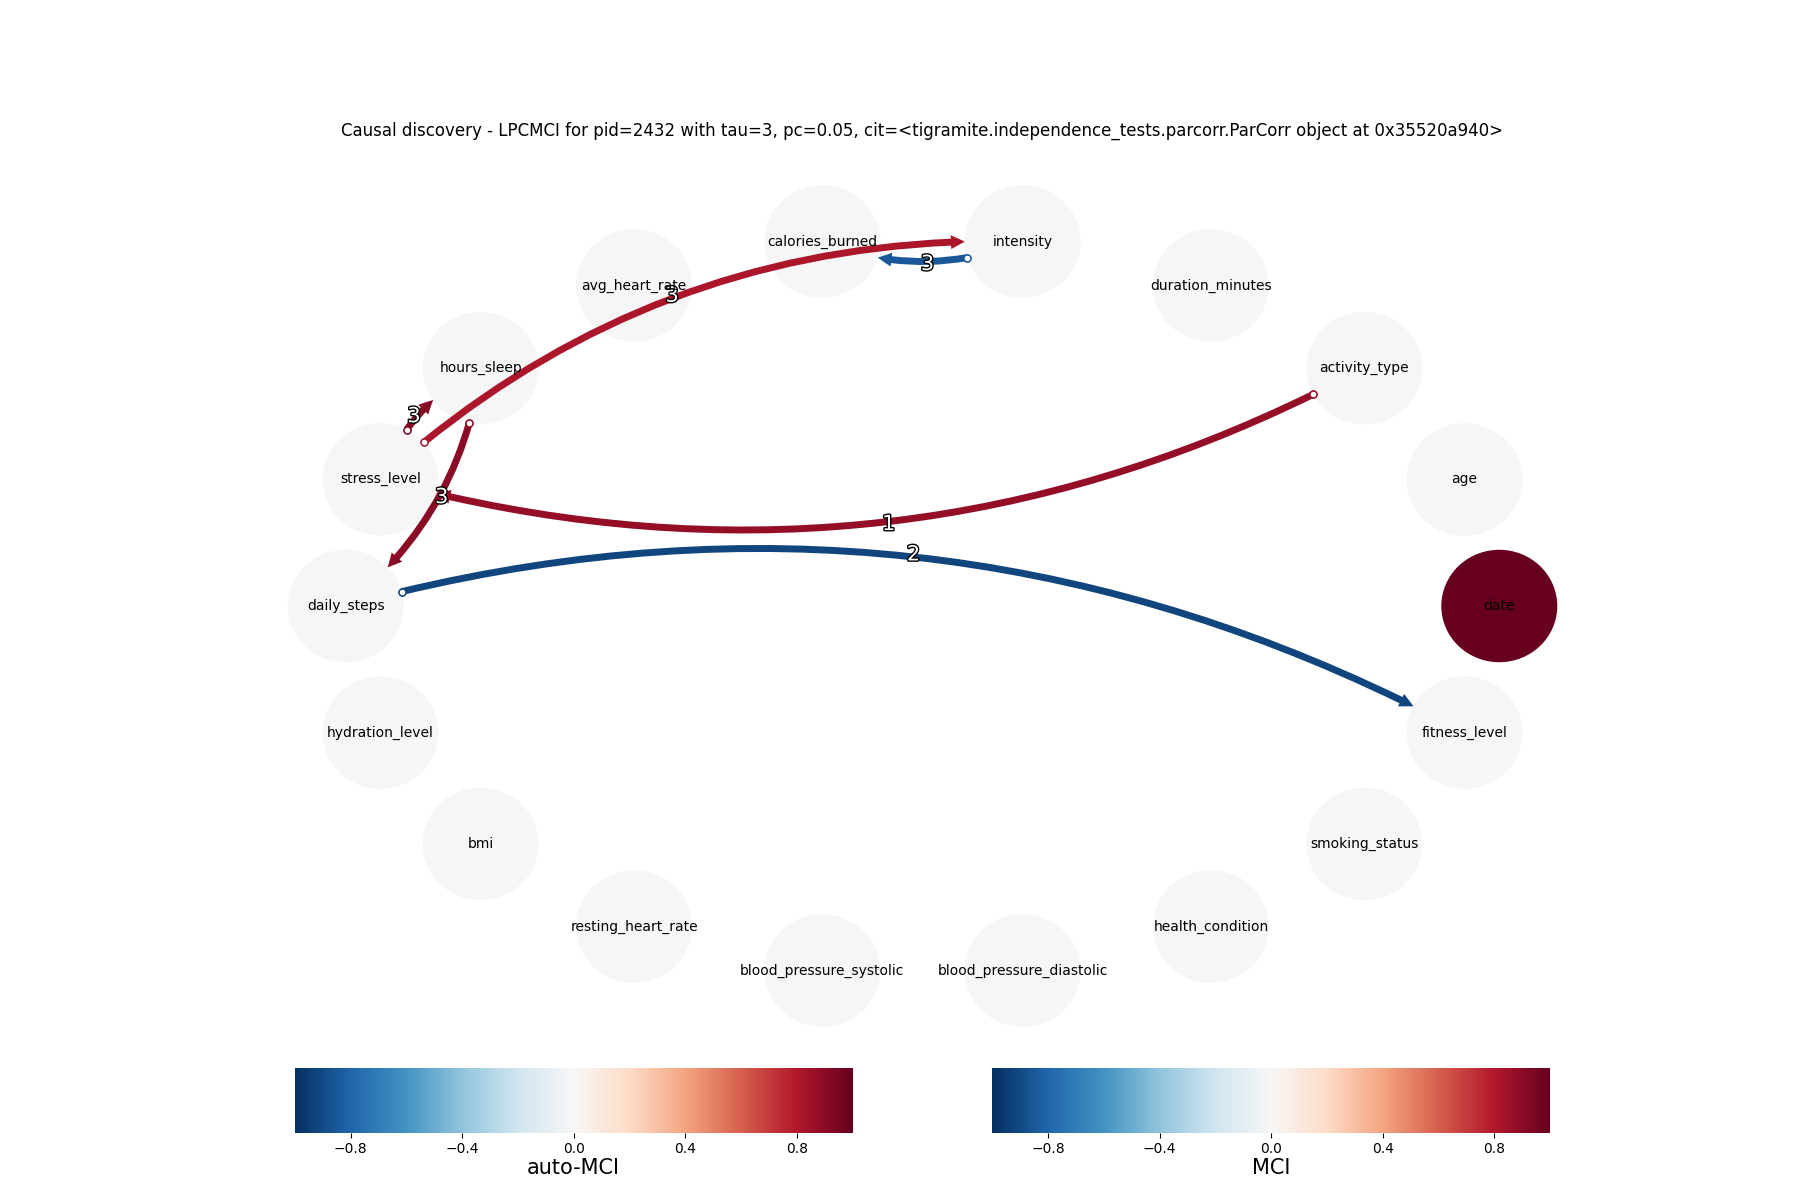 Causal discovery - LPCMCI for pid=2432 with tau=3, pc=0.05, cit=<tigramite.independence_tests.parcorr.ParCorr object at 0x35520a940>
calories_burned
intensity
3
avg_heart_rate
3
duration_minutes
hours_sleep
activity_type
3
stress_level
3
age
1
2
daily_steps
date
hydration_level
fitness_level
bmi
smoking_status
resting_heart_rate
health_condition
blood_pressure_systolic
blood_pressure_diastolic
−0.8 −0.4 0.0 0.4 0.8
auto-MCI
−0.8 −0.4 0.0 0.4 0.8
MCI